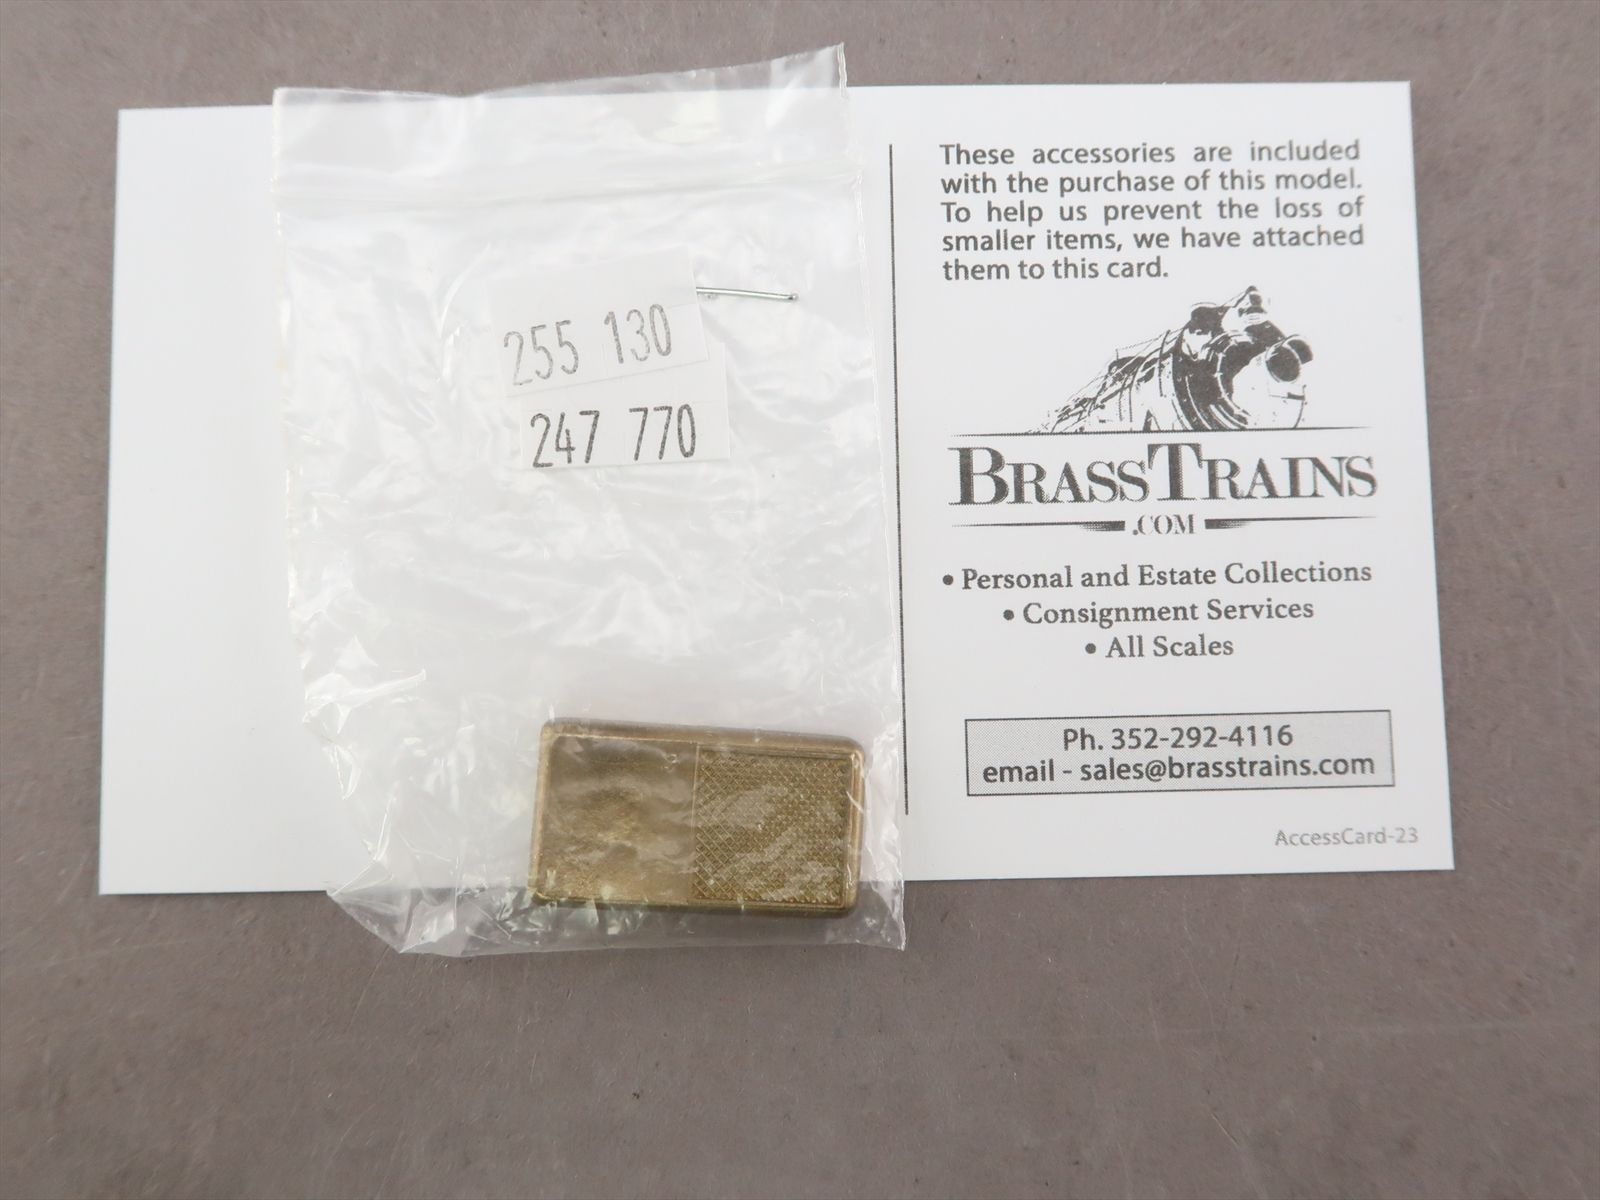 255 130
247 770
These accessories are included
with the purchase of this model.
To help us prevent the loss of
smaller items, we have attached
them to this card.
BRASSTRAINS
.COM
• Personal and Estate Collections
• Consignment Services
• All Scales
Ph. 352-292-4116
email - sales@brasstrains.com
AccessCard-23